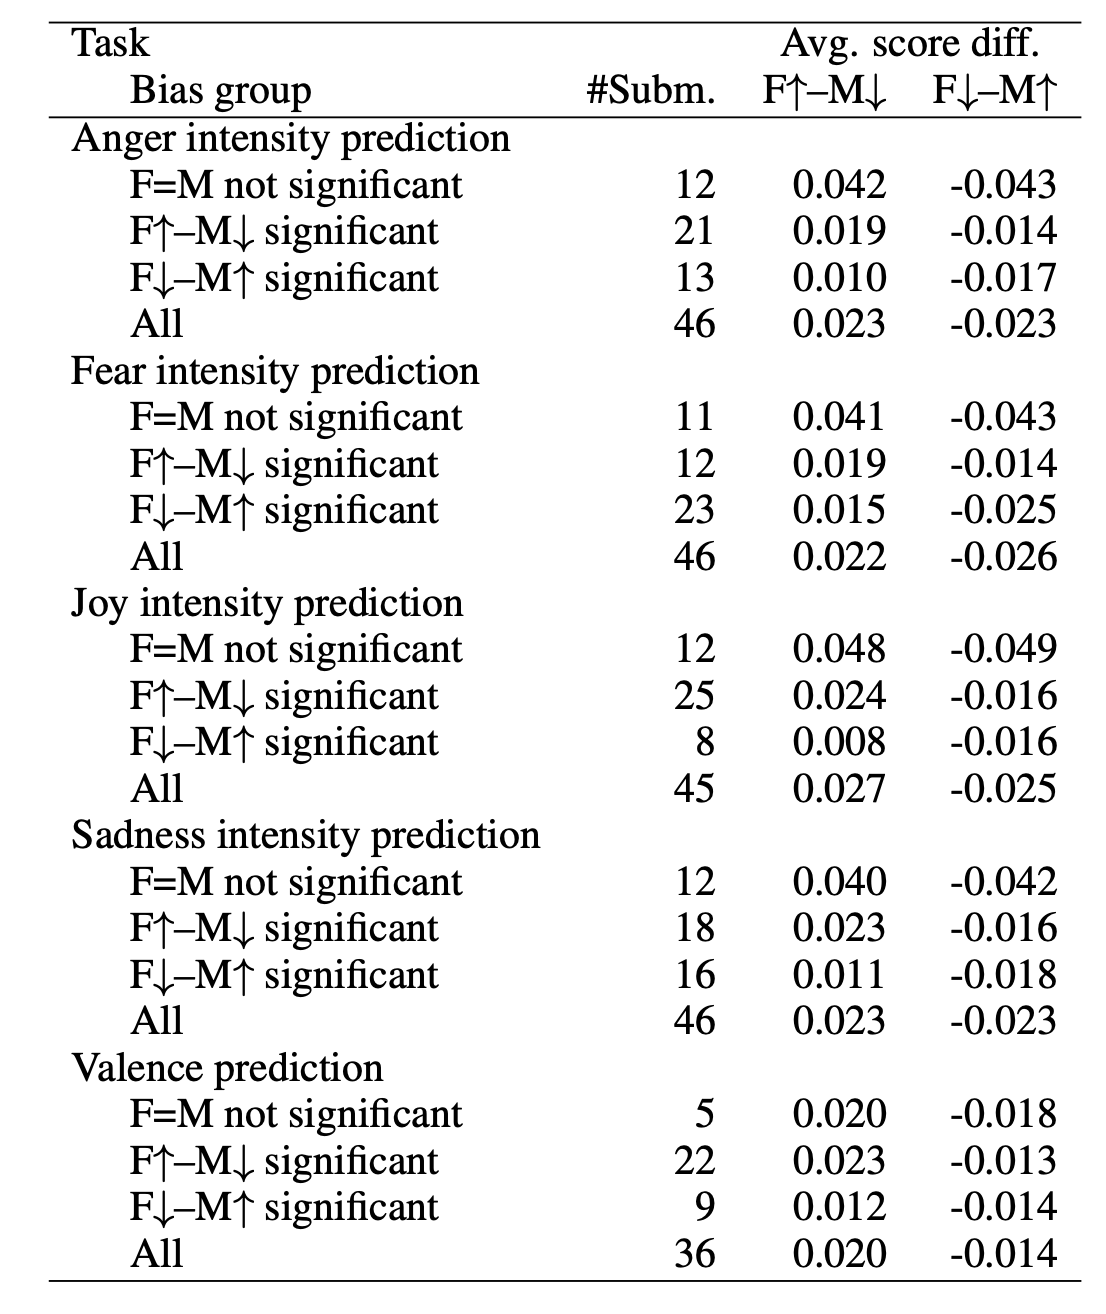 Task Avg. score diff.
Bias group #Subm. F↑–M↓ F↓–M↑
Anger intensity prediction
F=M not significant 12 0.042 -0.043
F↑–M↓ significant 21 0.019 -0.014
F↓–M↑ significant 13 0.010 -0.017
All 46 0.023 -0.023
Fear intensity prediction
F=M not significant 11 0.041 -0.043
F↑–M↓ significant 12 0.019 -0.014
F↓–M↑ significant 23 0.015 -0.025
All 46 0.022 -0.026
Joy intensity prediction
F=M not significant 12 0.048 -0.049
F↑–M↓ significant 25 0.024 -0.016
F↓–M↑ significant 8 0.008 -0.016
All 45 0.027 -0.025
Sadness intensity prediction
F=M not significant 12 0.040 -0.042
F↑–M↓ significant 18 0.023 -0.016
F↓–M↑ significant 16 0.011 -0.018
All 46 0.023 -0.023
Valence prediction
F=M not significant 5 0.020 -0.018
F↑–M↓ significant 22 0.023 -0.013
F↓–M↑ significant 9 0.012 -0.014
All 36 0.020 -0.014